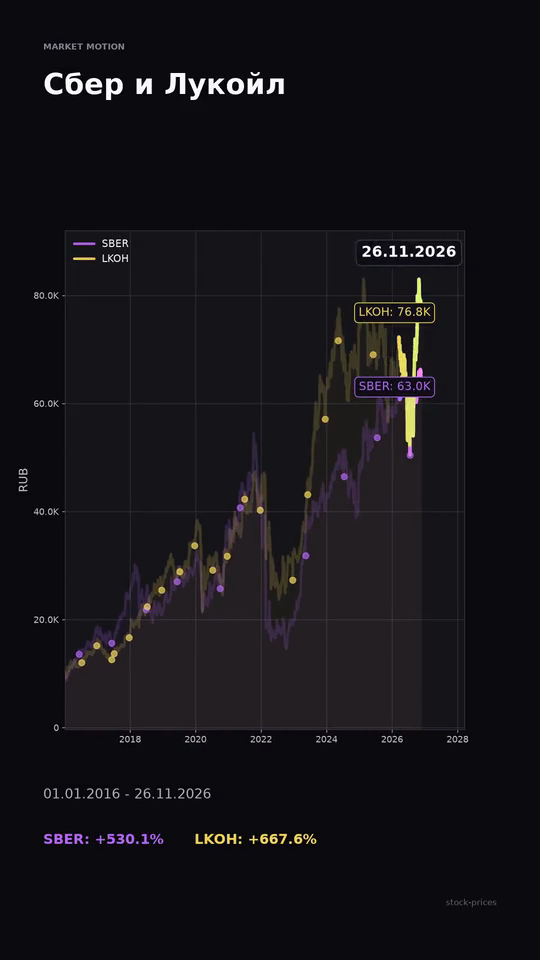 MARKET MOTION
Сбер и Лукойл
SBER
LKOH
26.11.2026
LKOH: 76.8K
SBER: 63.0K
80.0K
60.0K
40.0K
20.0K
0
RUB
2018 2020 2022 2024 2026 2028
01.01.2016 - 26.11.2026
SBER: +530.1% LKOH: +667.6%
stock-prices